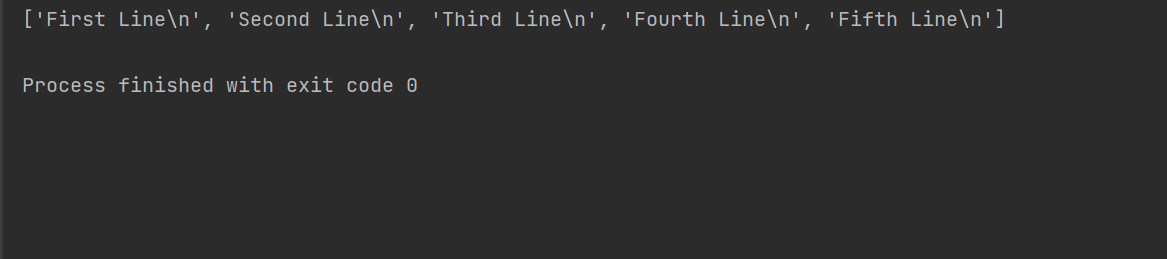 ['First Line\n', 'Second Line\n', 'Third Line\n', 'Fourth Line\n', 'Fifth Line\n']
Process finished with exit code 0